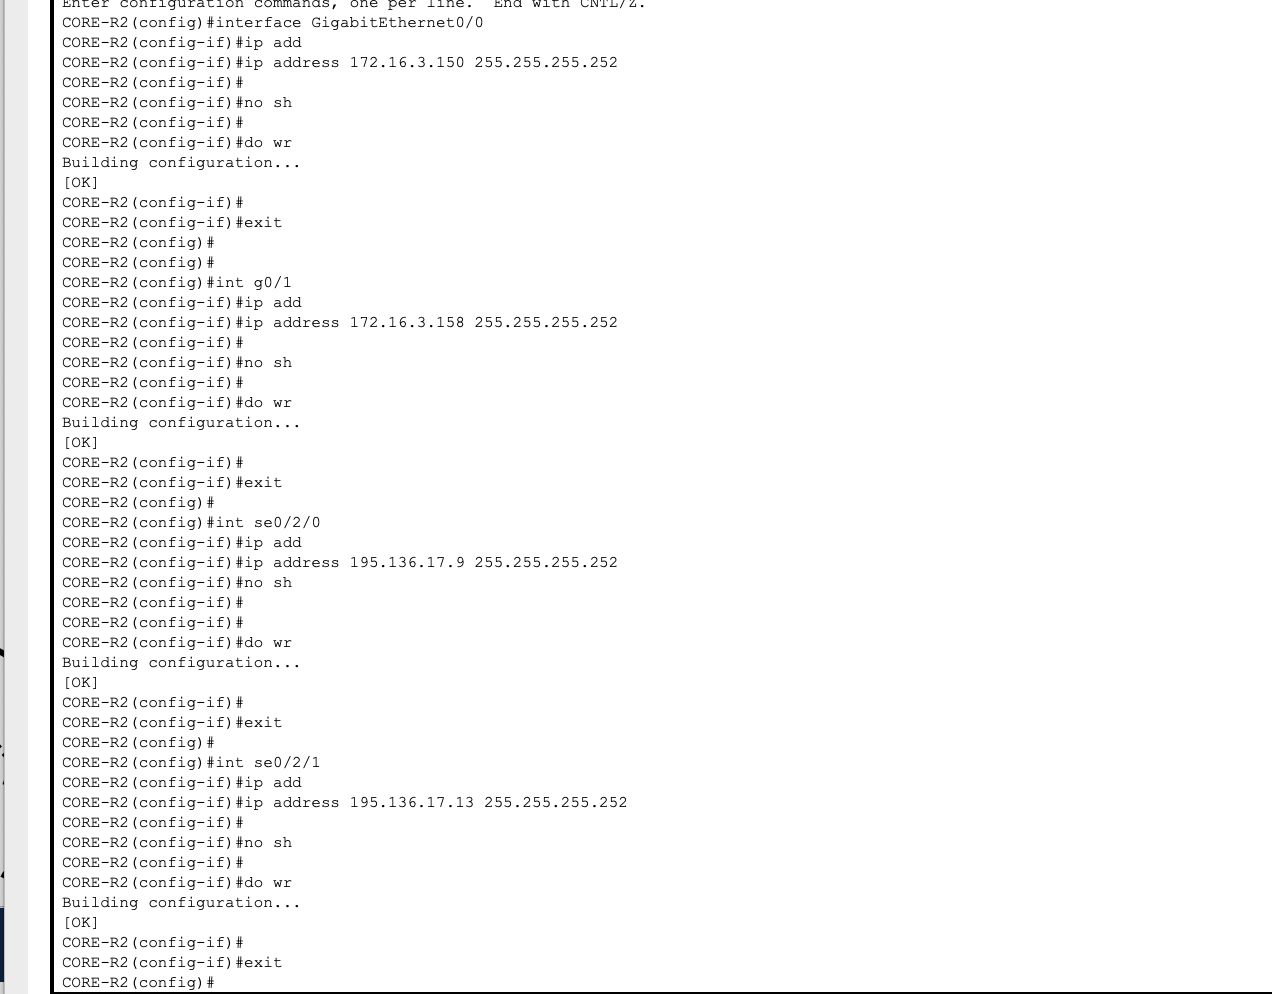 Enter configuration commands, one per line.  End with CNTL/Z.
CORE-R2(config)#interface GigabitEthernet0/0
CORE-R2(config-if)#ip add
CORE-R2(config-if)#ip address 172.16.3.150 255.255.255.252
CORE-R2(config-if)#
CORE-R2(config-if)#no sh
CORE-R2(config-if)#
CORE-R2(config-if)#do wr
Building configuration...
[OK]
CORE-R2(config-if)#
CORE-R2(config-if)#exit
CORE-R2(config)#
CORE-R2(config)#
CORE-R2(config)#int g0/1
CORE-R2(config-if)#ip add
CORE-R2(config-if)#ip address 172.16.3.158 255.255.255.252
CORE-R2(config-if)#
CORE-R2(config-if)#no sh
CORE-R2(config-if)#
CORE-R2(config-if)#do wr
Building configuration...
[OK]
CORE-R2(config-if)#
CORE-R2(config-if)#exit
CORE-R2(config)#
CORE-R2(config)#int se0/2/0
CORE-R2(config-if)#ip add
CORE-R2(config-if)#ip address 195.136.17.9 255.255.255.252
CORE-R2(config-if)#no sh
CORE-R2(config-if)#
CORE-R2(config-if)#
CORE-R2(config-if)#do wr
Building configuration...
[OK]
CORE-R2(config-if)#
CORE-R2(config-if)#exit
CORE-R2(config)#
CORE-R2(config)#int se0/2/1
CORE-R2(config-if)#ip add
CORE-R2(config-if)#ip address 195.136.17.13 255.255.255.252
CORE-R2(config-if)#
CORE-R2(config-if)#no sh
CORE-R2(config-if)#
CORE-R2(config-if)#do wr
Building configuration...
[OK]
CORE-R2(config-if)#
CORE-R2(config-if)#exit
CORE-R2(config)#